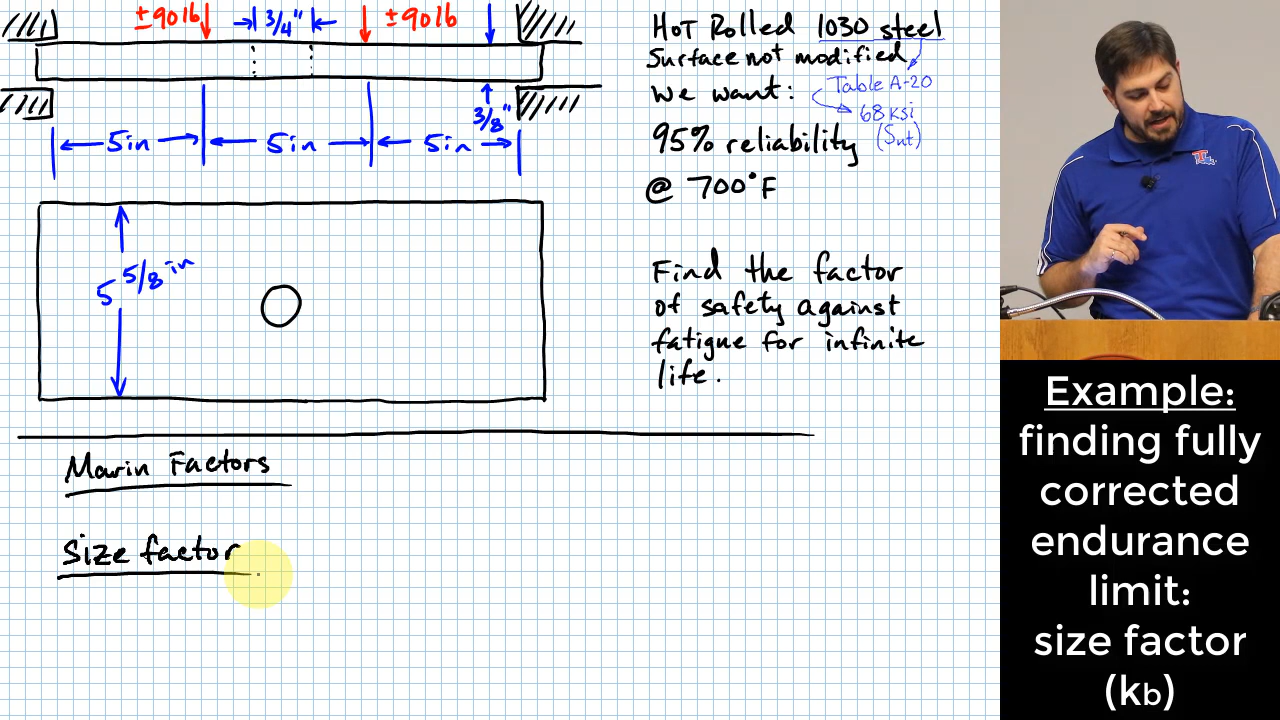 ±90lb
3/4"
±90lb
3/8"
5in
5in
5in
5 5/8 in
HOT Rolled 1030 steel
Surface not modified
We want:
Table A-20
68 ksi
(Sut)
95% reliability
@ 700°F
Find the factor
of safety against
fatigue for infinite
life.
Marin Factors
Size factor
Example:
finding fully
corrected
endurance
limit:
size factor
(kb)